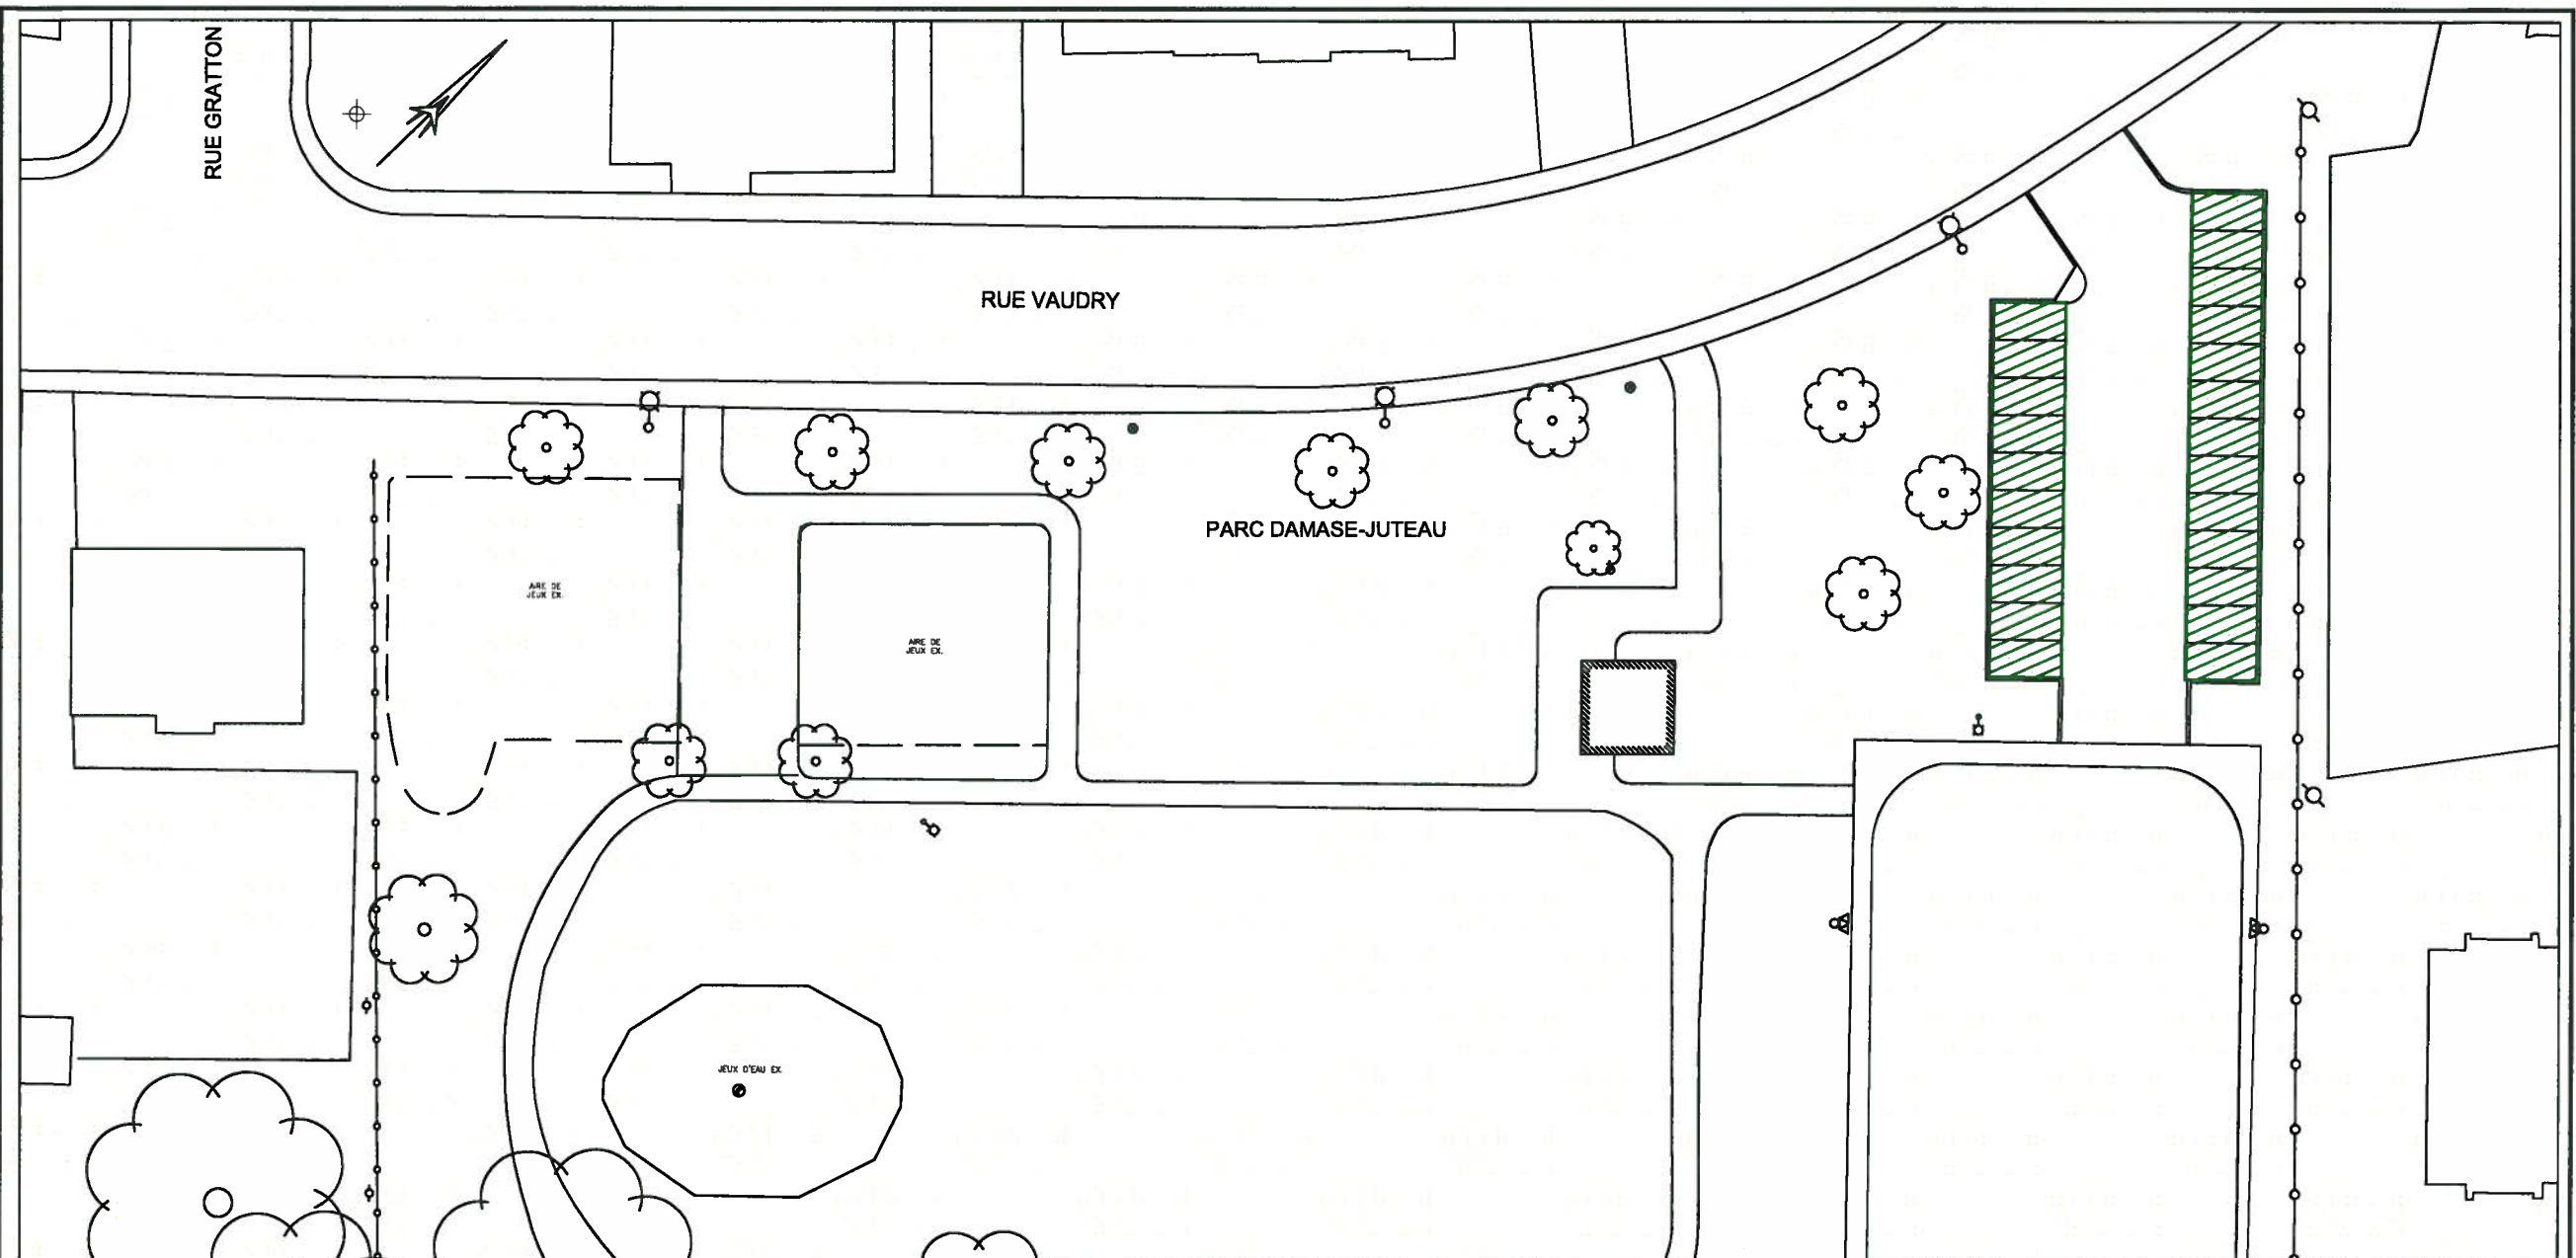 RUE GRATTON
RUE VAUDRY
PARC DAMASE-JUTEAU
AIRE DE
JEUX EX.
AIRE DE
JEUX EX.
JEUX D'EAU EX.